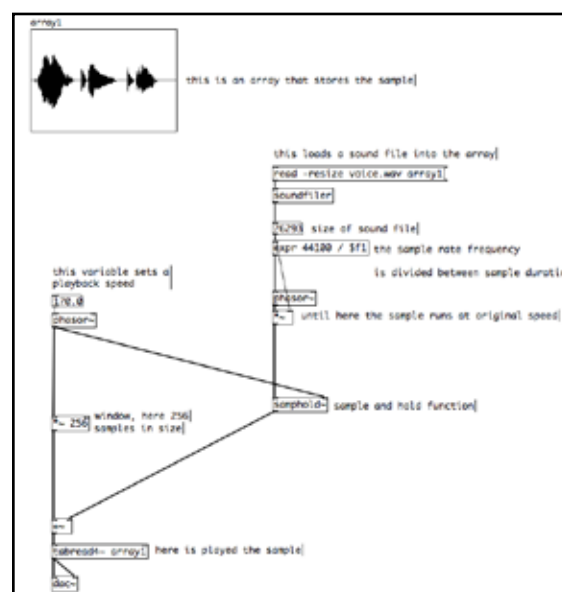 array1
this is an array that stores the sample
this loads a sound file into the array
read -resize voice.wav array1
soundfiler
76293 size of sound file
expr 44100 / $f1 the sample rate frequency
is divided between sample duratio
this variable sets a
playback speed
170.0
phasor~
phasor~
*~ until here the sample runs at original speed
samphold~ sample and hold function
*~ 256 window, here 256
samples in size
+~
tabread4~ array1 here is played the sample
dac~